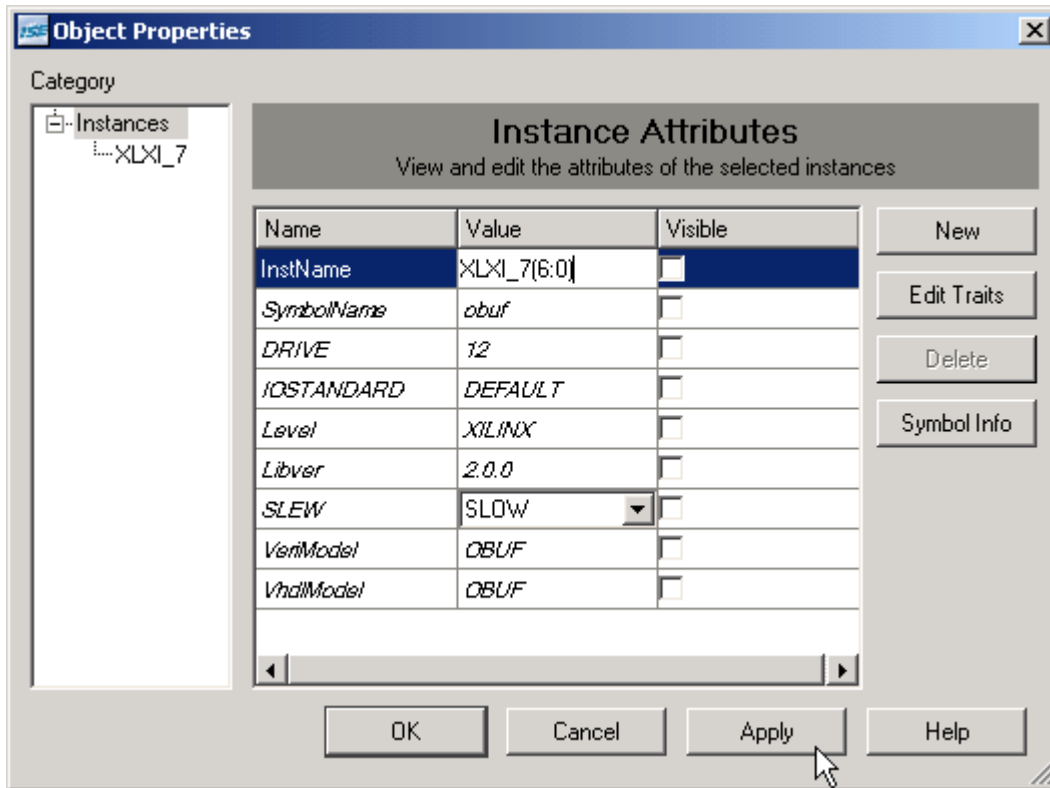 ISE Object Properties
Category
Instances
XLXI_7
Instance Attributes
View and edit the attributes of the selected instances
Name Value Visible
InstName XLXI_7(6:0)
SymbolName obuf
DRIVE 12
IOSTANDARD DEFAULT
Level XILINX
Libver 2.0.0
SLEW SLOW
VeriModel OBUF
VhdlModel OBUF
New
Edit Traits
Delete
Symbol Info
OK Cancel Apply Help